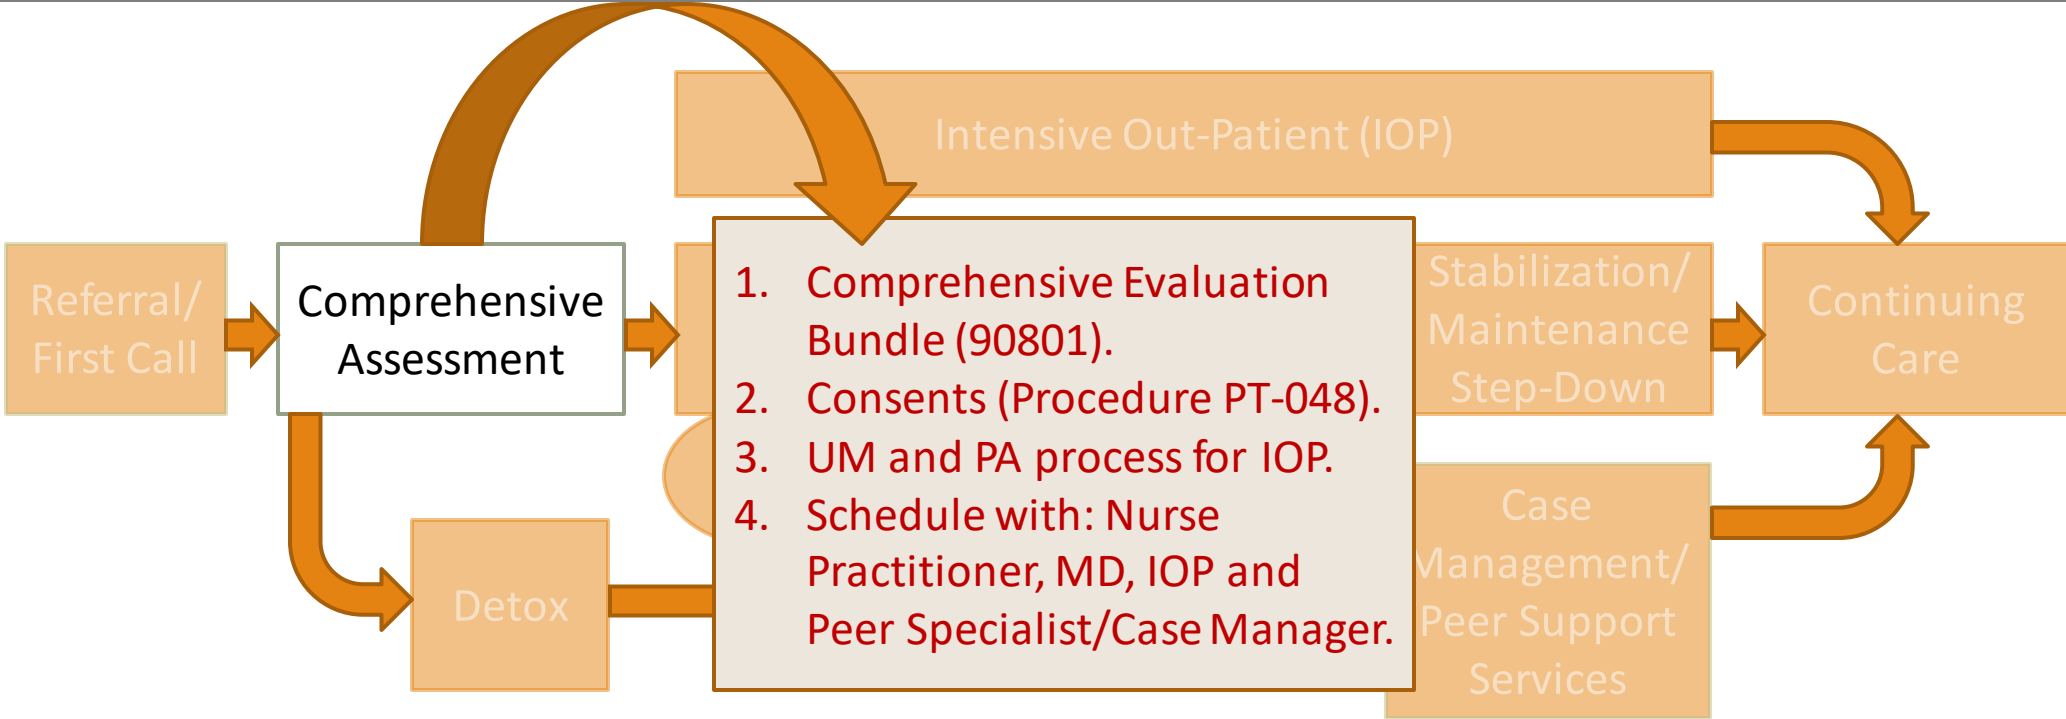 Intensive Out-Patient (IOP)
Referral/
First Call
Comprehensive
Assessment
1. Comprehensive Evaluation
Bundle (90801).
2. Consents (Procedure PT-048).
3. UM and PA process for IOP.
4. Schedule with: Nurse
Practitioner, MD, IOP and
Peer Specialist/Case Manager.
Stabilization/
Maintenance
Step-Down
Continuing
Care
Detox
Case
Management/
Peer Support
Services